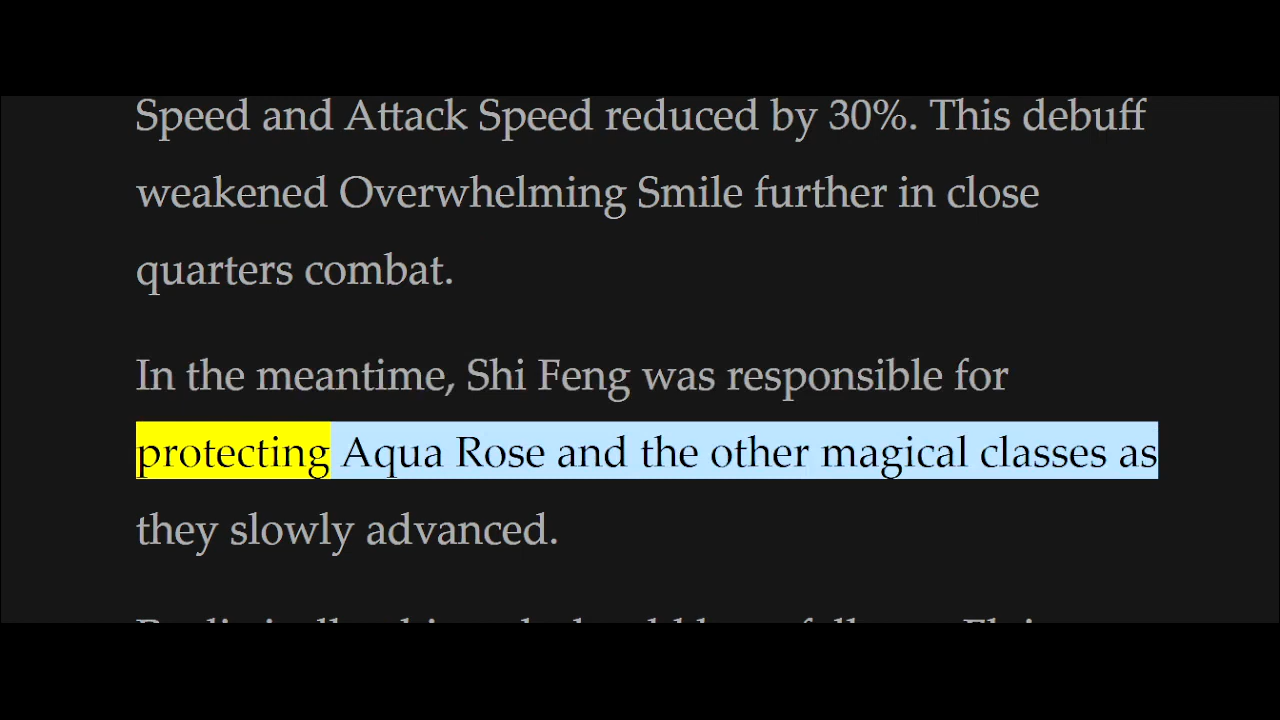 Speed and Attack Speed reduced by 30%. This debuff
weakened Overwhelming Smile further in close
quarters combat.
In the meantime, Shi Feng was responsible for
protecting Aqua Rose and the other magical classes as
they slowly advanced.